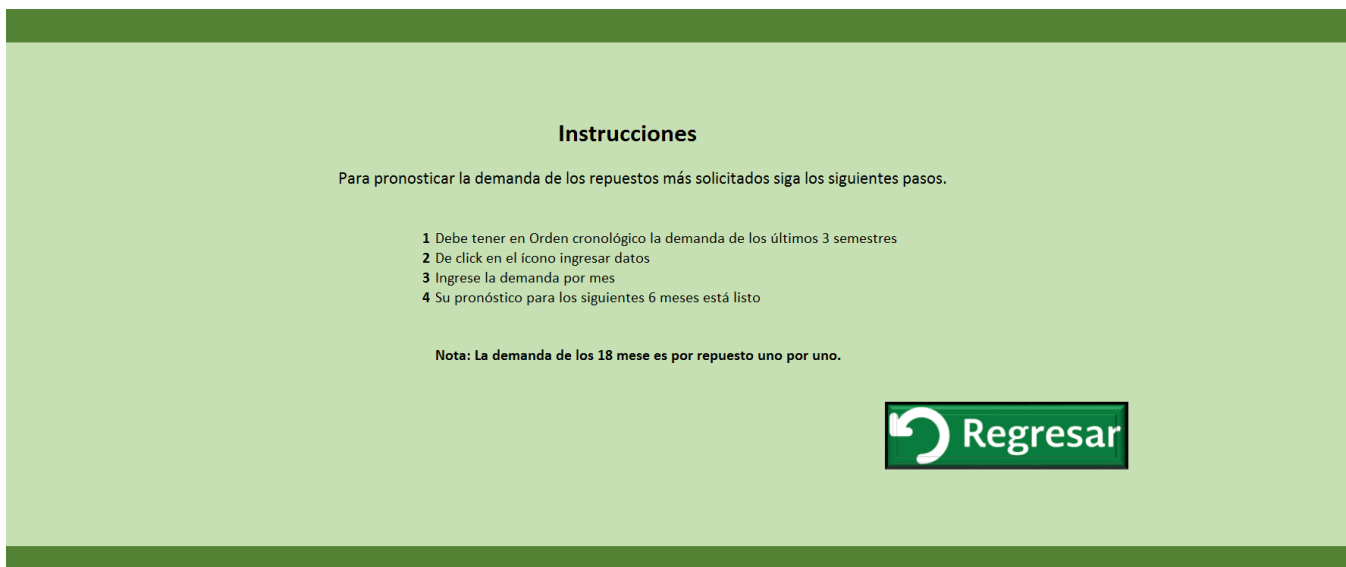 Instrucciones
Para pronosticar la demanda de los repuestos más solicitados siga los siguientes pasos.
1 Debe tener en Orden cronológico la demanda de los últimos 3 semestres
2 De click en el ícono ingresar datos
3 Ingrese la demanda por mes
4 Su pronóstico para los siguientes 6 meses está listo
Nota: La demanda de los 18 mese es por repuesto uno por uno.
Regresar